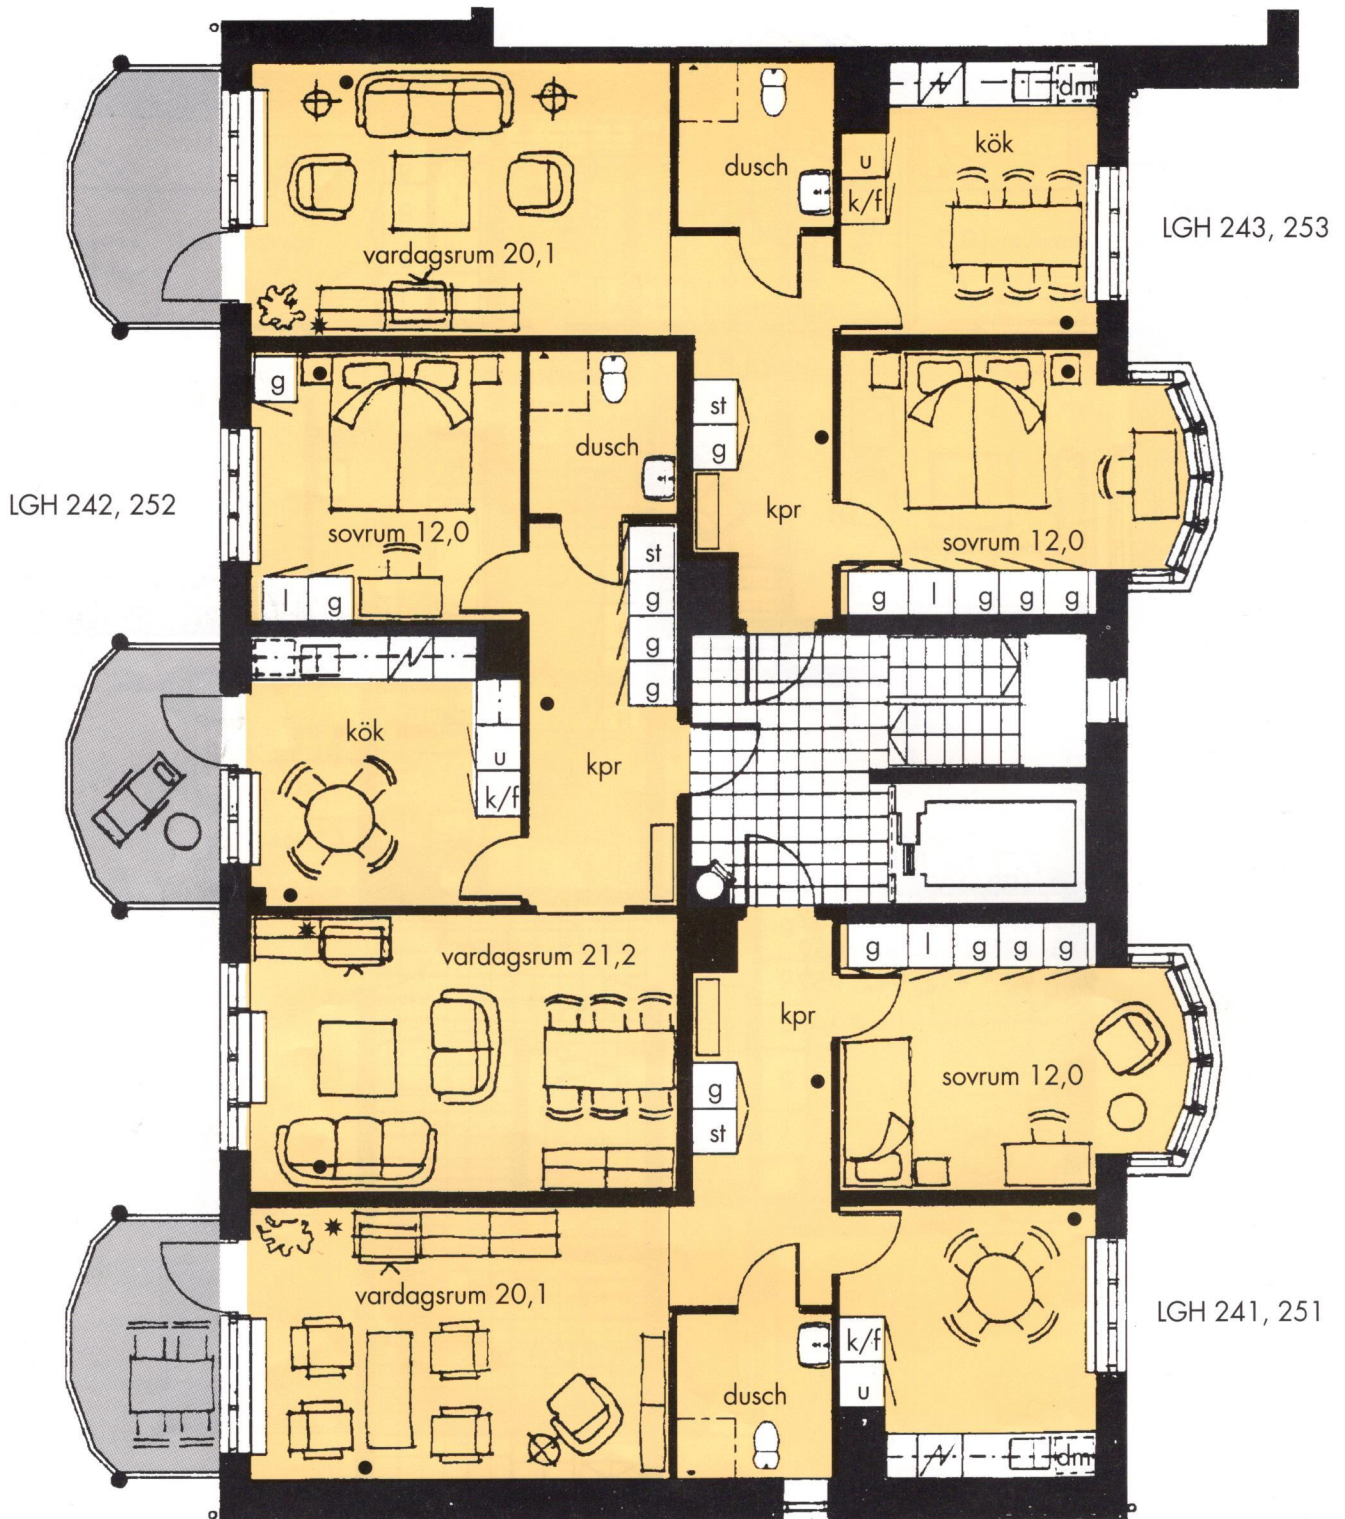 dm
kök
dusch
u
k/f
LGH 243, 253
vardagsrum 20,1
g
st
g
dusch
kpr
LGH 242, 252
sovrum 12,0
sovrum 12,0
st
l g
g
g l g g g
g
g
kök
u
kpr
k/f
vardagsrum 21,2
g l g g g
kpr
sovrum 12,0
g
st
vardagsrum 20,1
LGH 241, 251
k/f
u
dusch
dm